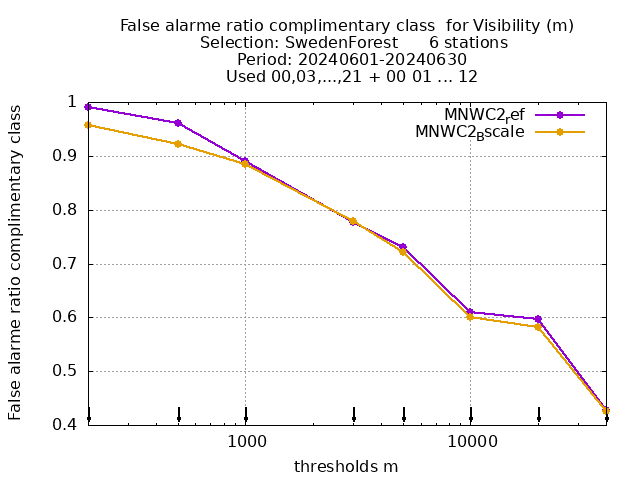 False alarme ratio complimentary class  for Visibility (m)
Selection: SwedenForest      6 stations
Period: 20240601-20240630
Used 00,03,...,21 + 00 01 ... 12
MNWC2ref
MNWC2Bscale
False alarme ratio complimentary class
1
0.9
0.8
0.7
0.6
0.5
0.4
1000 10000
thresholds m